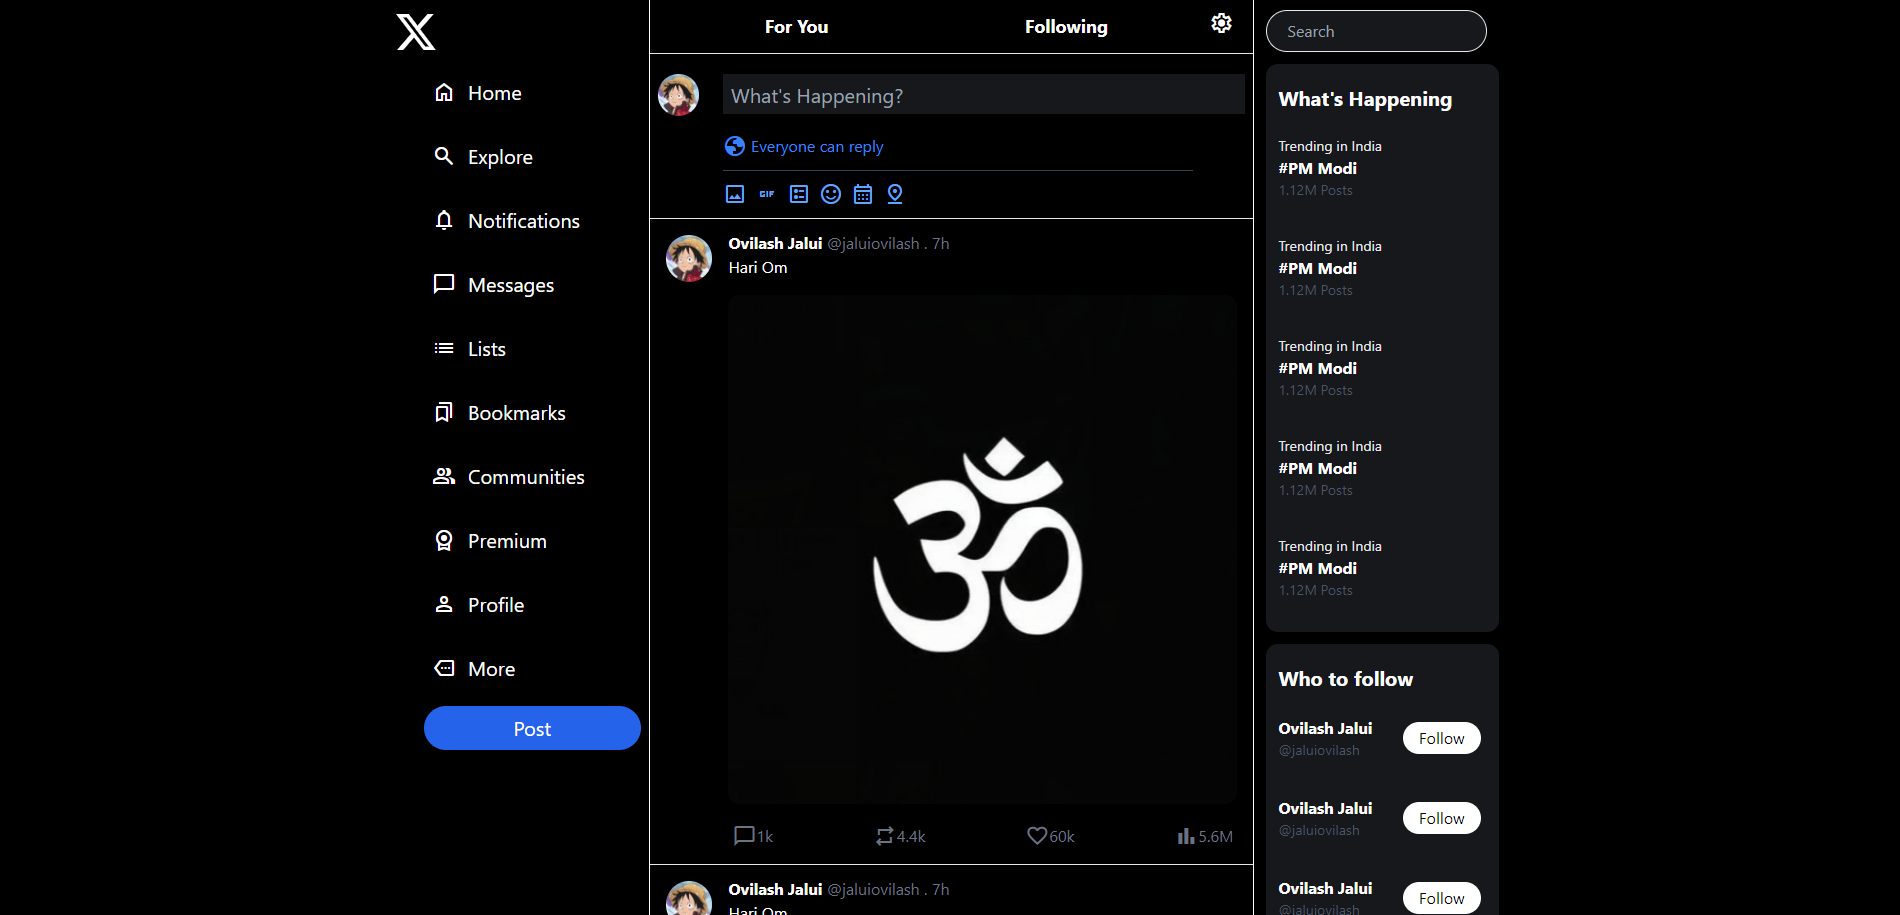 Home
Explore
Notifications
Messages
Lists
Bookmarks
Communities
Premium
Profile
More
Post
For You
Following
What's Happening?
Everyone can reply
GIF
Ovilash Jalui @jaluiovilash . 7h
Hari Om
ॐ
1k
4.4k
60k
5.6M
Ovilash Jalui @jaluiovilash . 7h
Hari Om
Search
What's Happening
Trending in India
#PM Modi
1.12M Posts
Trending in India
#PM Modi
1.12M Posts
Trending in India
#PM Modi
1.12M Posts
Trending in India
#PM Modi
1.12M Posts
Trending in India
#PM Modi
1.12M Posts
Who to follow
Ovilash Jalui
@jaluiovilash
Follow
Ovilash Jalui
@jaluiovilash
Follow
Ovilash Jalui
@jaluiovilash
Follow